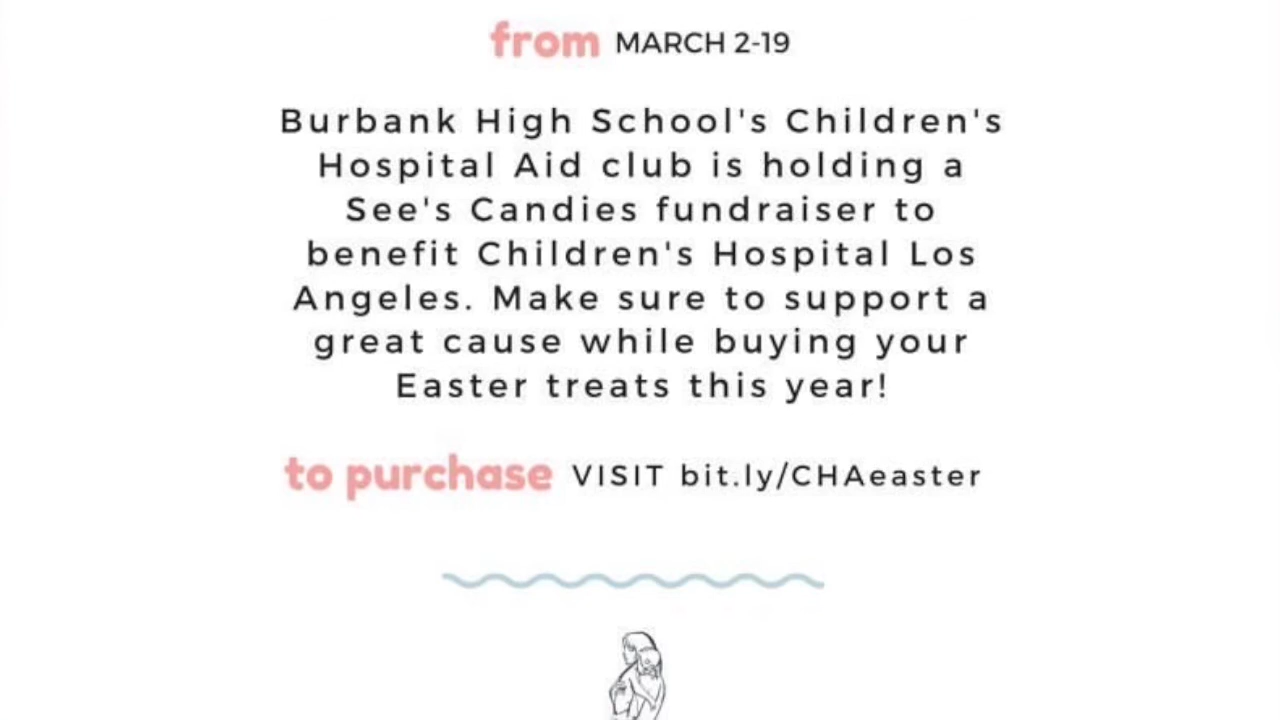 from MARCH 2-19
Burbank High School's Children's
Hospital Aid club is holding a
See's Candies fundraiser to
benefit Children's Hospital Los
Angeles. Make sure to support a
great cause while buying your
Easter treats this year!
to purchase VISIT bit.ly/CHAeaster